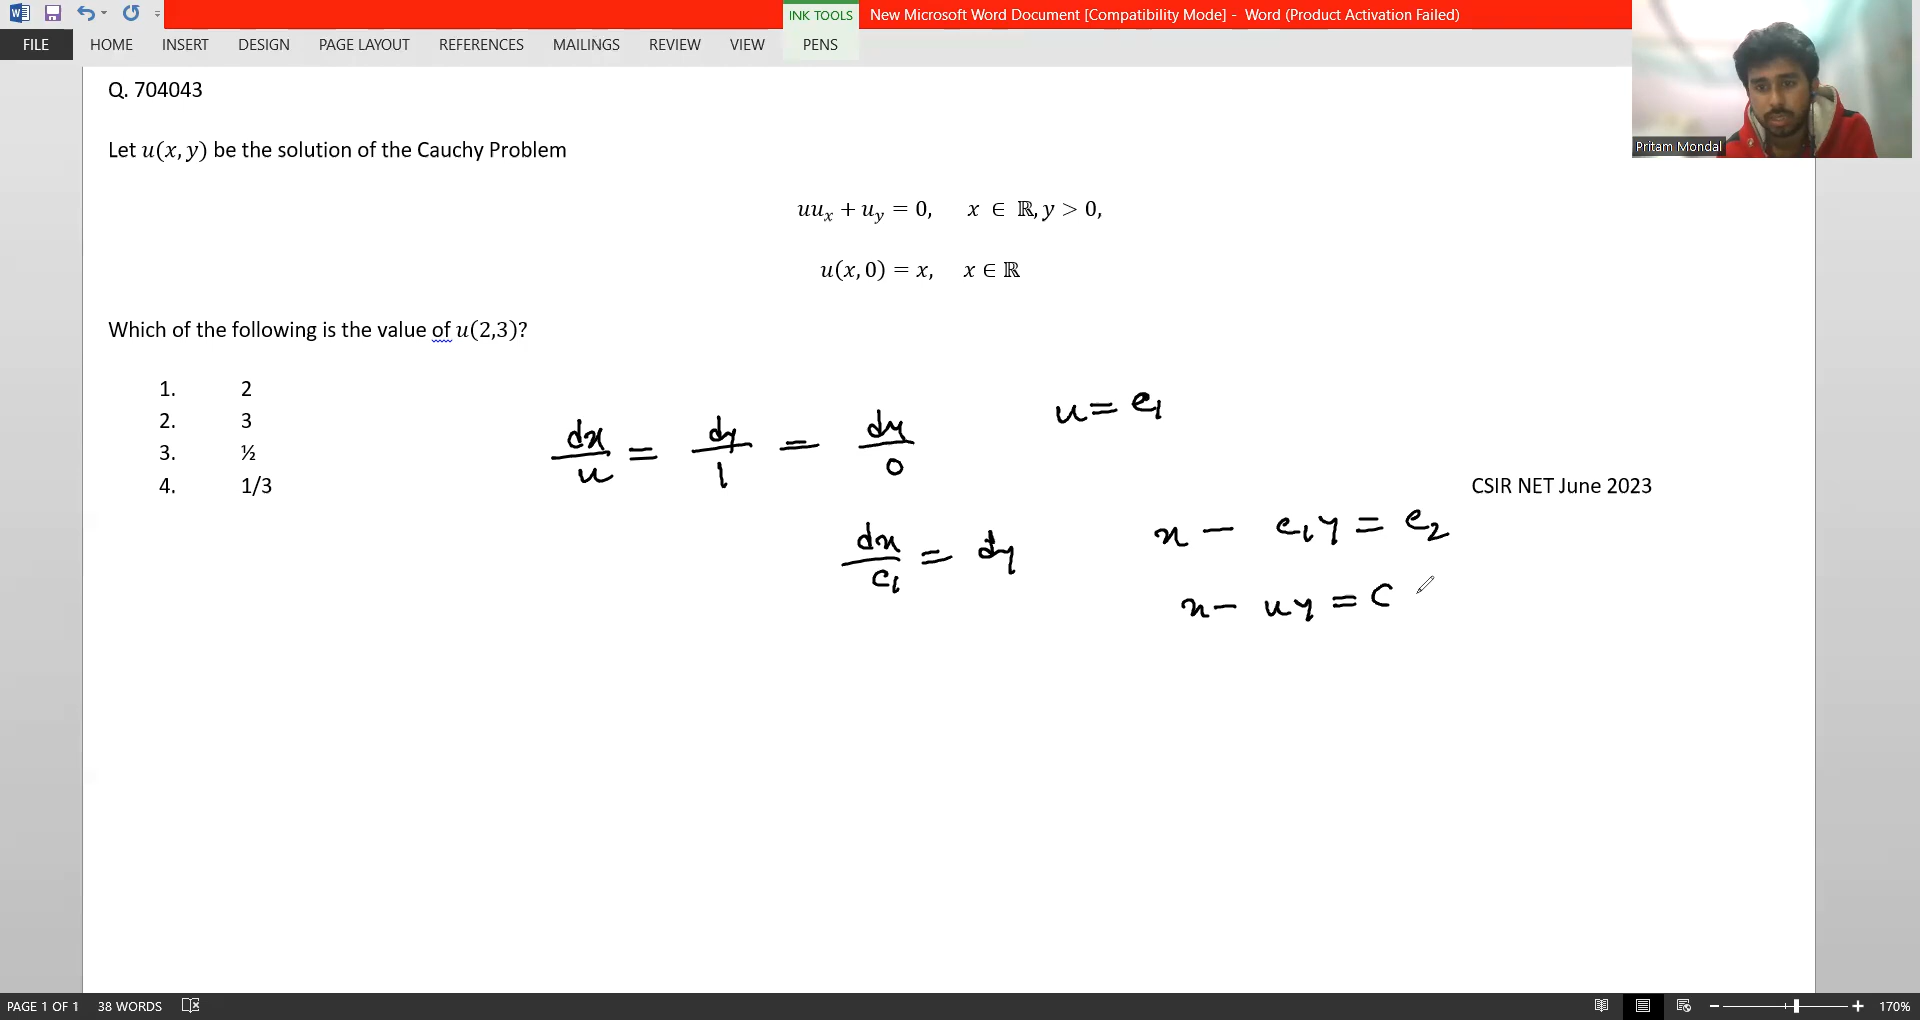 INK TOOLS
New Microsoft Word Document [Compatibility Mode] - Word (Product Activation Failed)
FILE HOME INSERT DESIGN PAGE LAYOUT REFERENCES MAILINGS REVIEW VIEW PENS
Pritam Mondal
Q. 704043
Let u(x, y) be the solution of the Cauchy Problem
uuₓ + u_y = 0, x ∈ ℝ, y > 0,
u(x, 0) = x, x ∈ ℝ
Which of the following is the value of u(2,3)?
1. 2
2. 3
3. ½
4. 1/3
CSIR NET June 2023
dx/u = dy/1 = du/0
u = c₁
dx/c₁ = dy
x − c₁y = c₂
x − uy = c
PAGE 1 OF 1 38 WORDS
170%